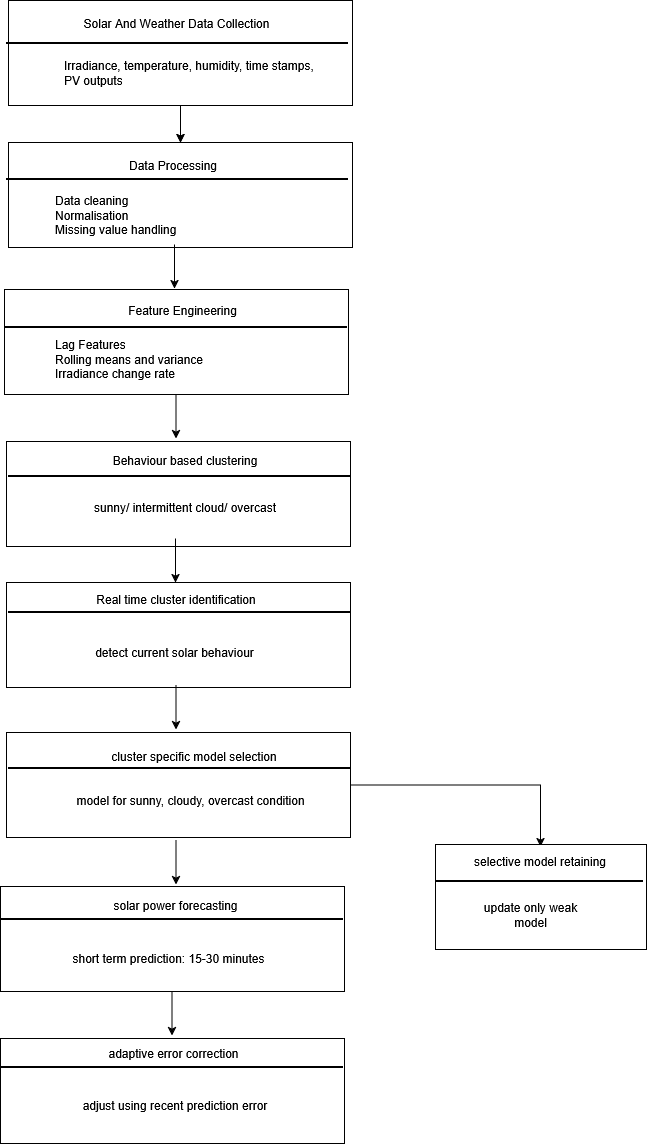 Solar And Weather Data Collection
Irradiance, temperature, humidity, time stamps,
PV outputs
Data Processing
Data cleaning
Normalisation
Missing value handling
Feature Engineering
Lag Features
Rolling means and variance
Irradiance change rate
Behaviour based clustering
sunny/ intermittent cloud/ overcast
Real time cluster identification
detect current solar behaviour
cluster specific model selection
model for sunny, cloudy, overcast condition
selective model retaining
update only weak
model
solar power forecasting
short term prediction: 15-30 minutes
adaptive error correction
adjust using recent prediction error